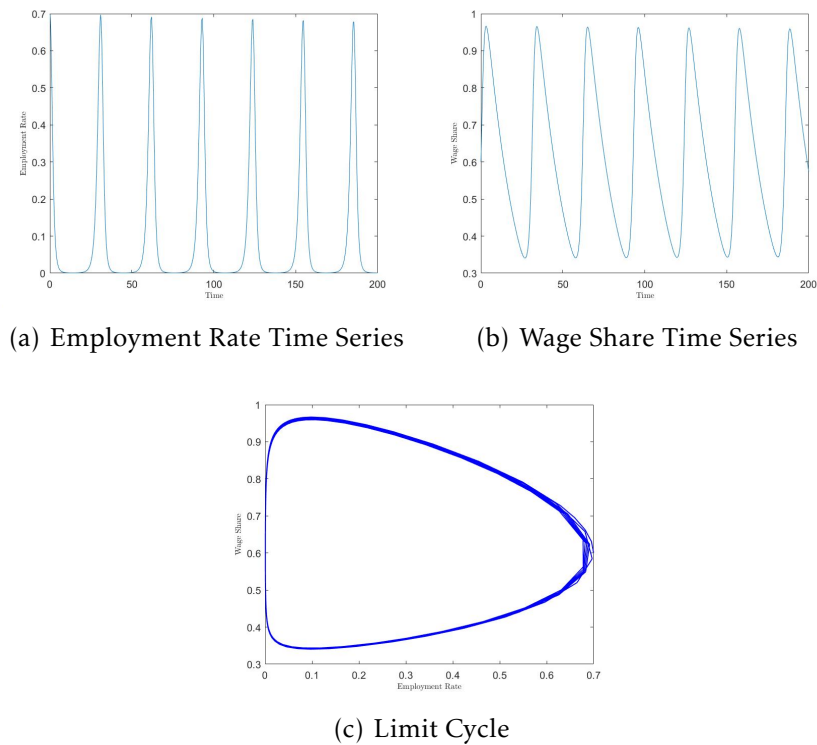 0.7
0.6
0.5
0.4
0.3
0.2
0.1
0
Employment Rate
0 50 100 150 200
Time
1
0.9
0.8
0.7
0.6
0.5
0.4
0.3
Wage Share
0 50 100 150 200
Time
(a) Employment Rate Time Series
(b) Wage Share Time Series
1
0.9
0.8
0.7
0.6
0.5
0.4
0.3
Wage Share
0 0.1 0.2 0.3 0.4 0.5 0.6 0.7
Employment Rate
(c) Limit Cycle